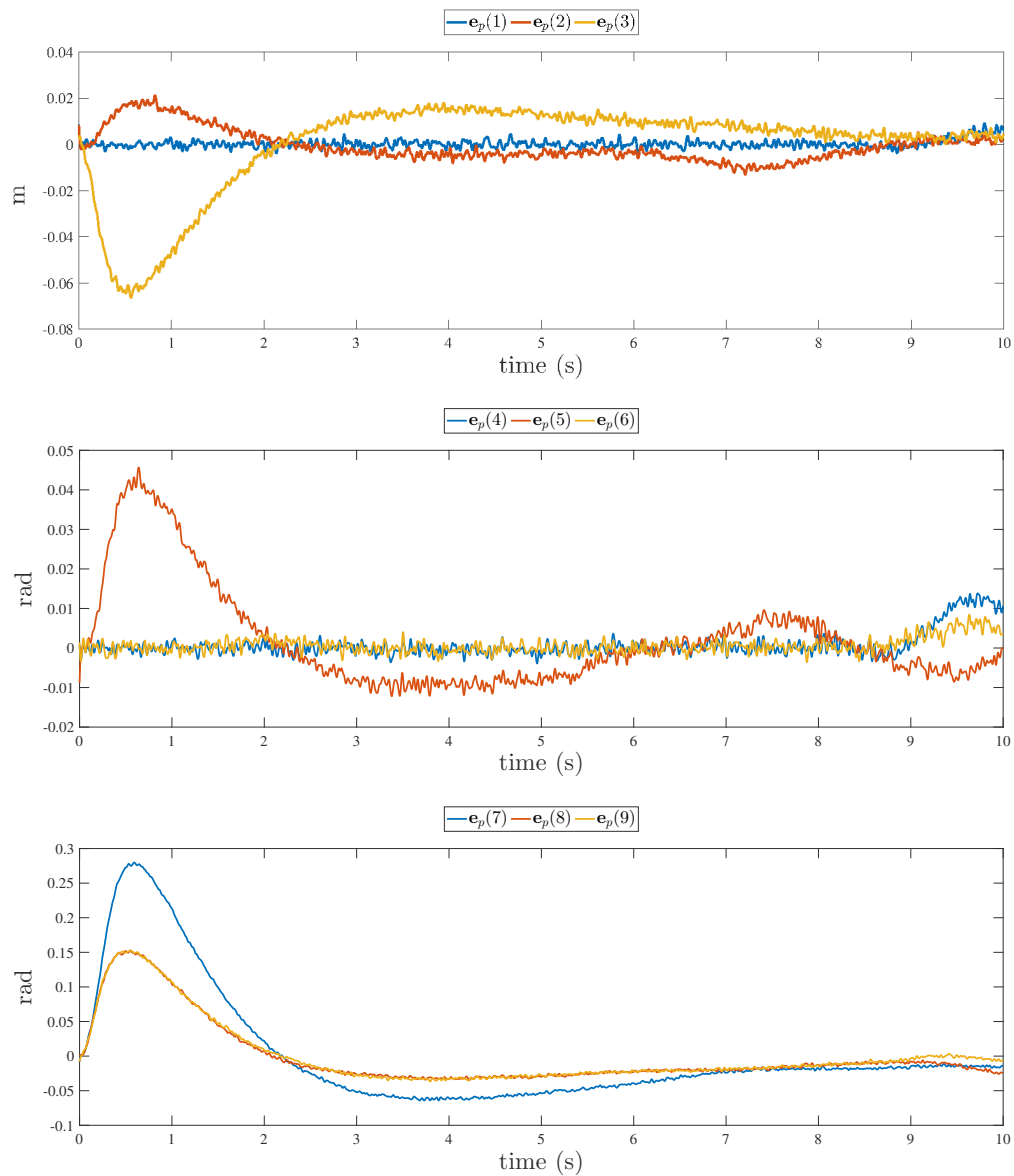 e_p(1) e_p(2) e_p(3)
0.04
0.02
0
-0.02
-0.04
-0.06
-0.08
m
0 1 2 3 4 5 6 7 8 9 10
time (s)
e_p(4) e_p(5) e_p(6)
0.05
0.04
0.03
0.02
0.01
0
-0.01
-0.02
rad
0 1 2 3 4 5 6 7 8 9 10
time (s)
e_p(7) e_p(8) e_p(9)
0.3
0.25
0.2
0.15
0.1
0.05
0
-0.05
-0.1
rad
0 1 2 3 4 5 6 7 8 9 10
time (s)